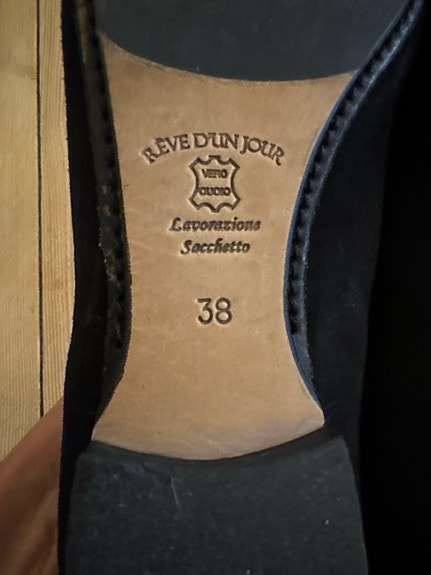 RÊVE D'UN JOUR
VERO
CUOIO
Lavorazione
Sacchetto
38